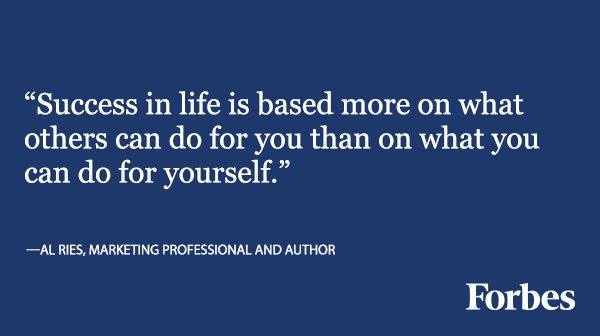 “Success in life is based more on what
others can do for you than on what you
can do for yourself.”
—AL RIES, MARKETING PROFESSIONAL AND AUTHOR
Forbes